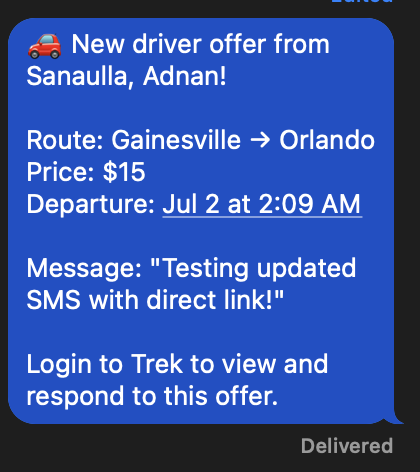 🚗 New driver offer from
Sanaulla, Adnan!
Route: Gainesville → Orlando
Price: $15
Departure: Jul 2 at 2:09 AM
Message: "Testing updated
SMS with direct link!"
Login to Trek to view and
respond to this offer.
Delivered